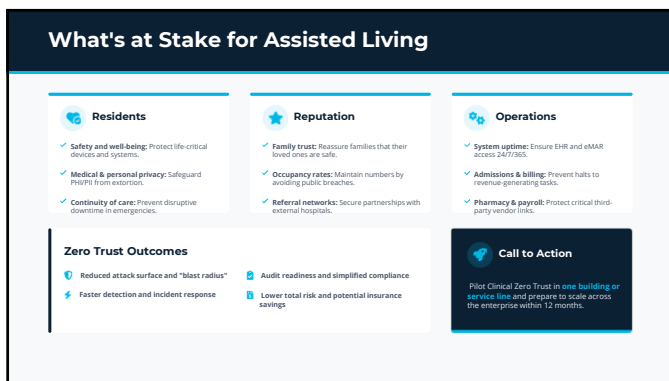 What's at Stake for Assisted Living
Residents
Safety and well-being: Protect life-critical
devices and systems.
Medical & personal privacy: Safeguard
PHI/PII from extortion.
Continuity of care: Prevent disruptive
downtime in emergencies.
Reputation
Family trust: Reassure families that their
loved ones are safe.
Occupancy rates: Maintain numbers by
avoiding public breaches.
Referral networks: Secure partnerships with
external hospitals.
Operations
System uptime: Ensure EHR and eMAR
access 24/7/365.
Admissions & billing: Prevent halts to
revenue-generating tasks.
Pharmacy & payroll: Protect critical third-
party vendor links.
Zero Trust Outcomes
Reduced attack surface and "blast radius"
Faster detection and incident response
Audit readiness and simplified compliance
Lower total risk and potential insurance
savings
Call to Action
Pilot Clinical Zero Trust in one building or
service line and prepare to scale across
the enterprise within 12 months.